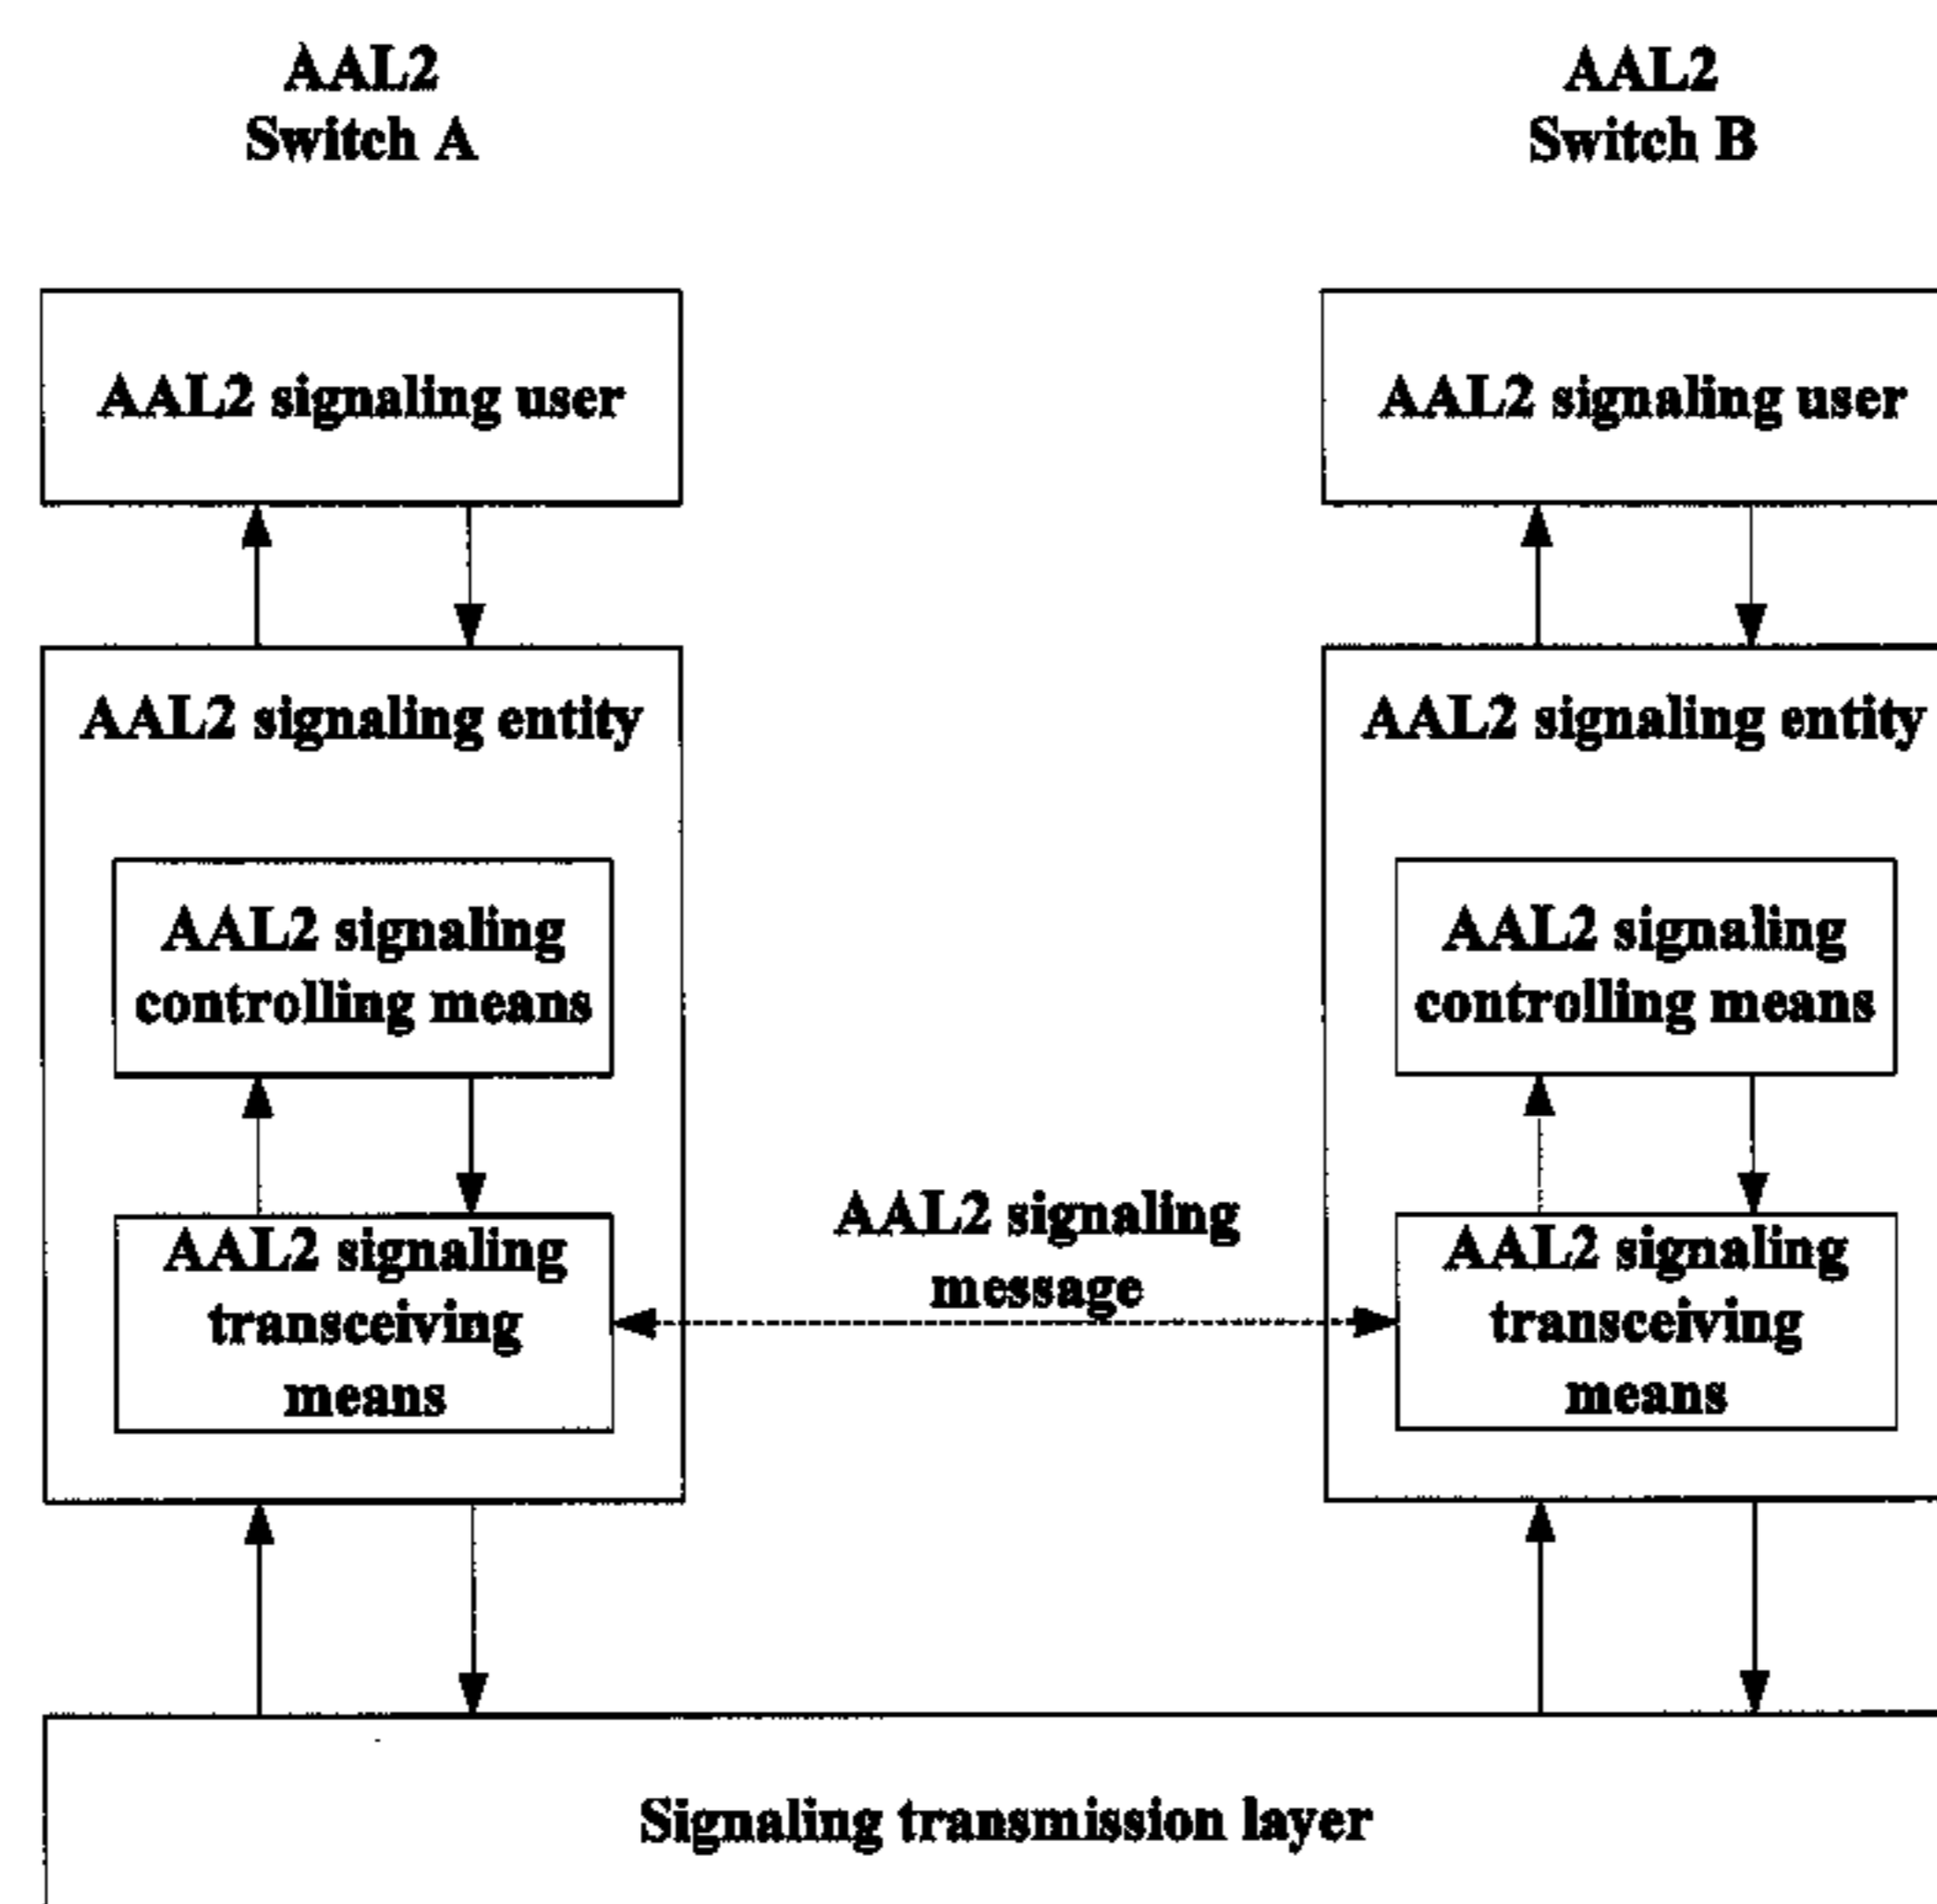 AAL2
Switch A
AAL2
Switch B
AAL2 signaling user
AAL2 signaling user
AAL2 signaling entity
AAL2 signaling entity
AAL2 signaling
controlling means
AAL2 signaling
controlling means
AAL2 signaling
transceiving
means
AAL2 signaling
message
AAL2 signaling
transceiving
means
Signaling transmission layer